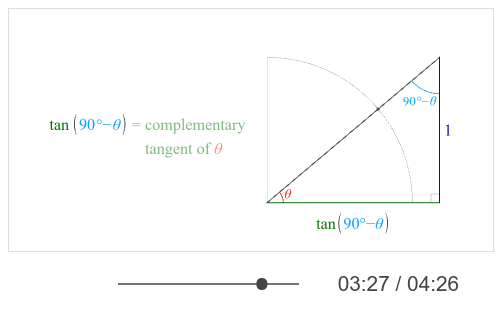 tan (90°−θ) = complementary
tangent of θ
90°−θ
1
θ
tan(90°−θ)
03:27 / 04:26